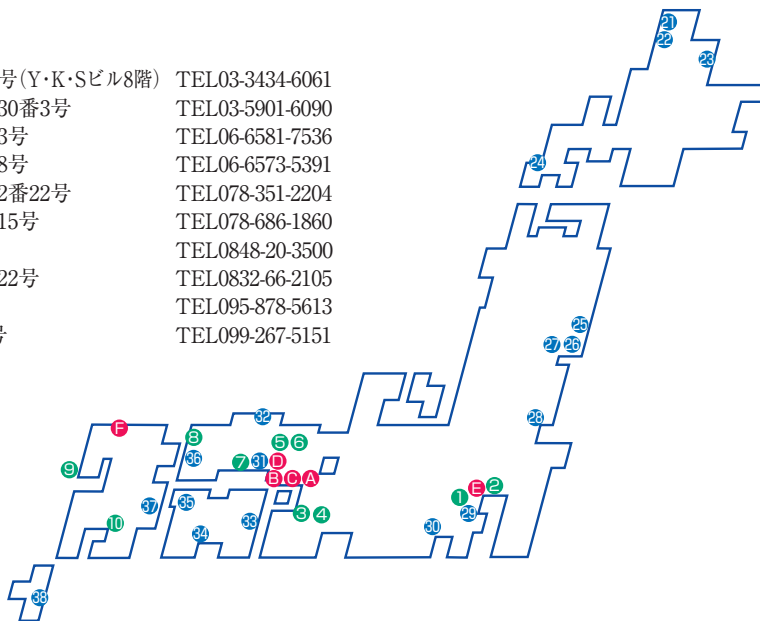 号(Y・K・Sビル8階) TEL03-3434-6061
30番3号 TEL03-5901-6090
3号 TEL06-6581-7536
8号 TEL06-6573-5391
2番22号 TEL078-351-2204
15号 TEL078-686-1860
TEL0848-20-3500
22号 TEL0832-66-2105
TEL095-878-5613
号 TEL099-267-5151
21
22
23
24
25
27 26
28
32
F
8 5 6
9 36 7 31 D
B C A
E 2
1
35 37
3 4 29
10 34 33 30
38